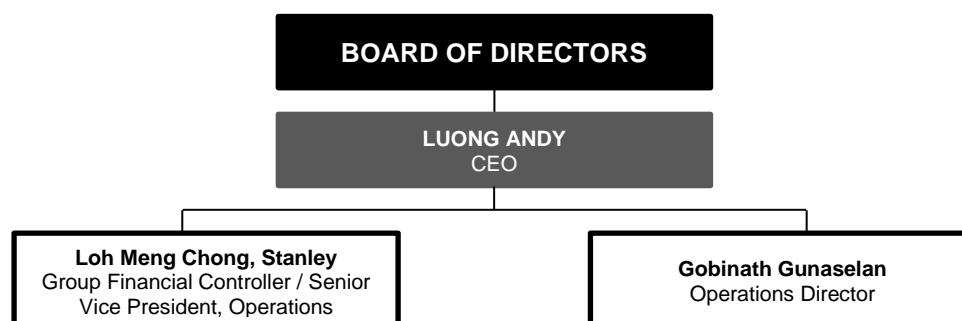 BOARD OF DIRECTORS
LUONG ANDY
CEO
Loh Meng Chong, Stanley
Group Financial Controller / Senior
Vice President, Operations
Gobinath Gunaselan
Operations Director